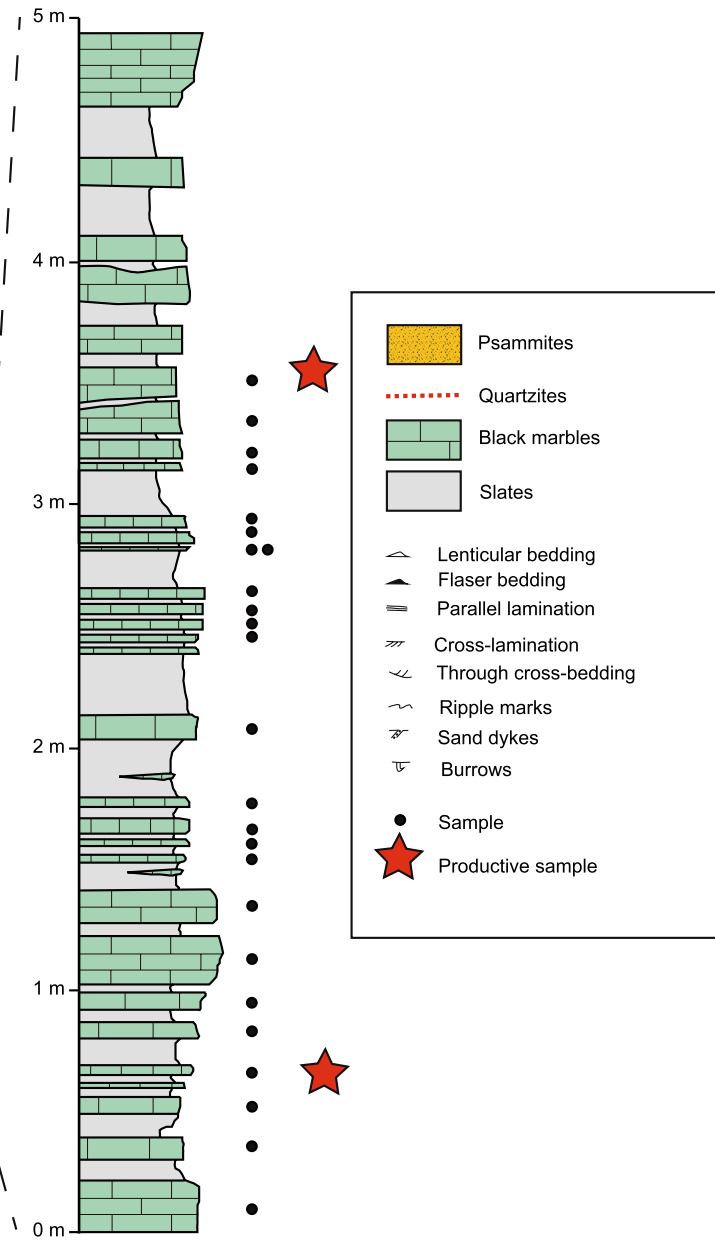 5 m
4 m
3 m
2 m
1 m
0 m
Psammites
Quartzites
Black marbles
Slates
Lenticular bedding
Flaser bedding
Parallel lamination
Cross-lamination
Through cross-bedding
Ripple marks
Sand dykes
Burrows
Sample
Productive sample